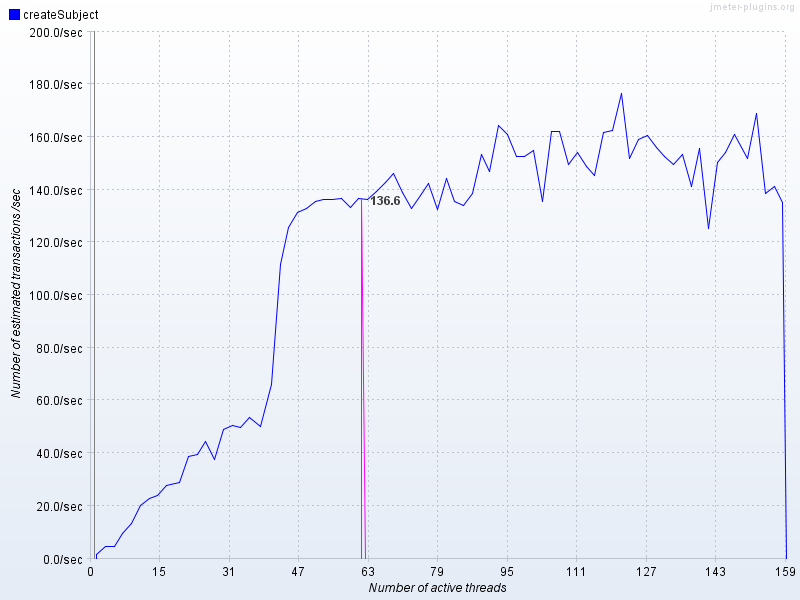 jmeter-plugins.org
createSubject
200.0/sec
180.0/sec
160.0/sec
140.0/sec
120.0/sec
100.0/sec
80.0/sec
60.0/sec
40.0/sec
20.0/sec
0.0/sec
Number of estimated transactions /sec
136.6
0 15 31 47 63 79 95 111 127 143 159
Number of active threads